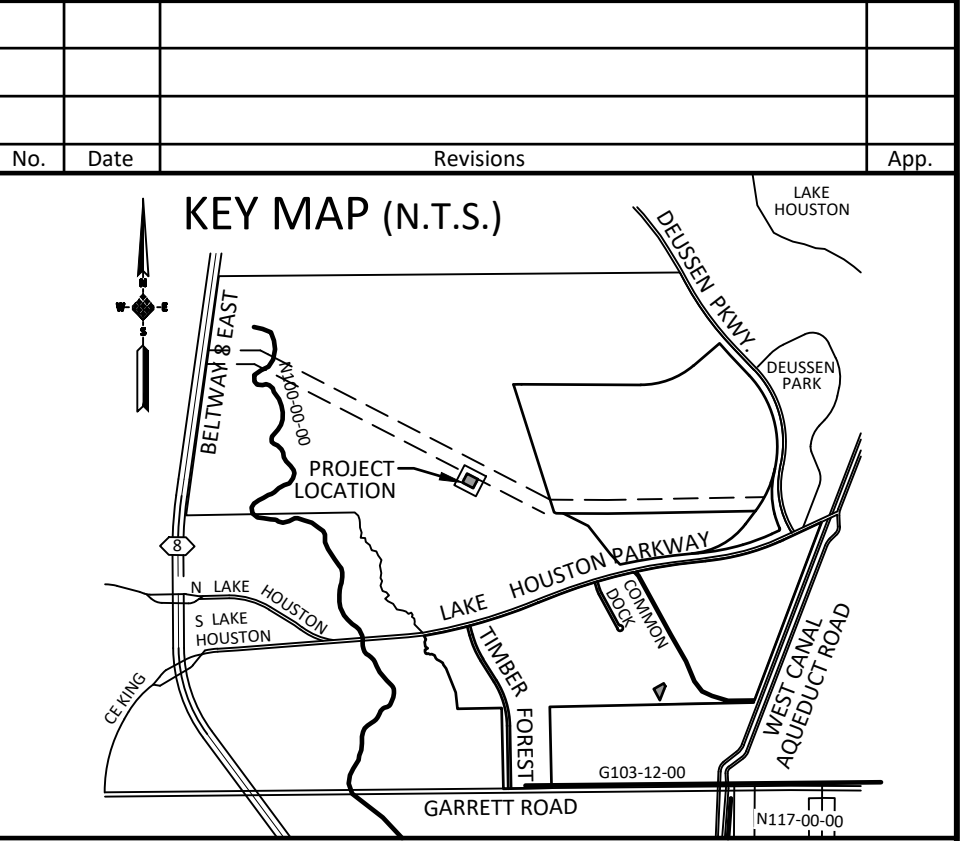 No. Date Revisions App.
KEY MAP (N.T.S.)
LAKE
HOUSTON
N
W E
S
DEUSSEN PKWY.
BELTWAY 8 EAST
DEUSSEN
PARK
N100-00-00
PROJECT
LOCATION
8
LAKE HOUSTON PARKWAY
N LAKE HOUSTON
S LAKE
HOUSTON
COMMON
DOCK
TIMBER FOREST
WEST CANAL
AQUEDUCT ROAD
CE KING
G103-12-00
GARRETT ROAD
N117-00-00